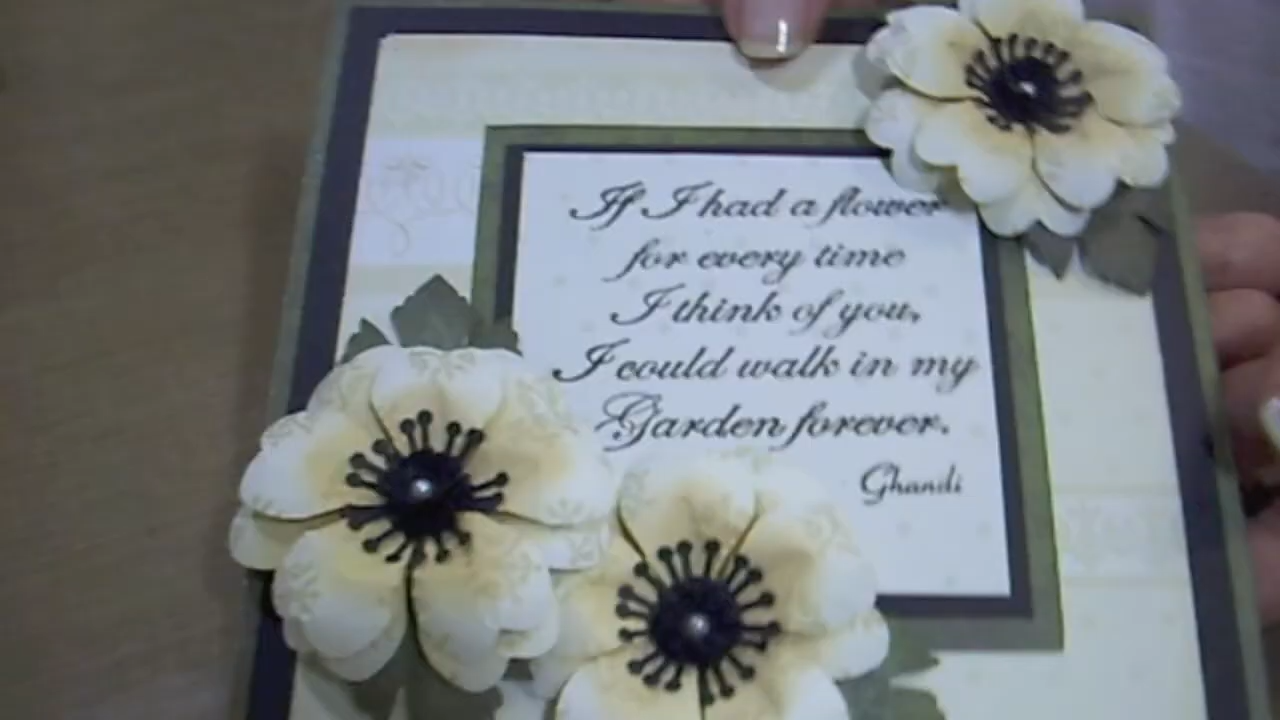 If I had a flower
for every time
I think of you,
I could walk in my
Garden forever.
Ghandi